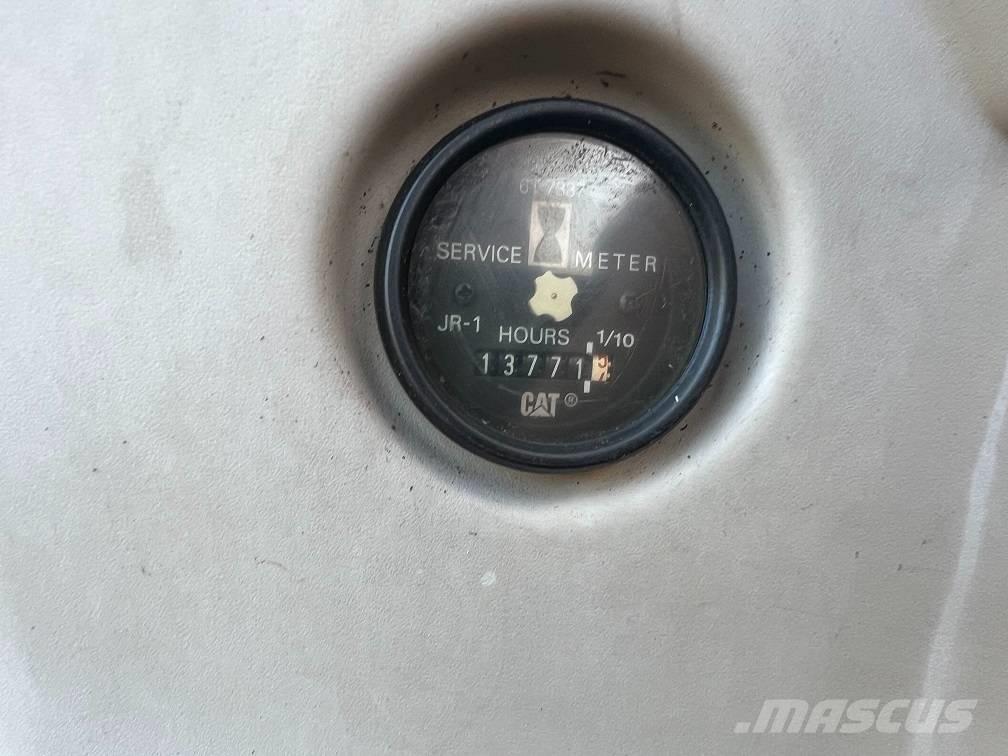 SERVICE METER
JR-1 HOURS 1/10
13771
CAT®
MASCUS